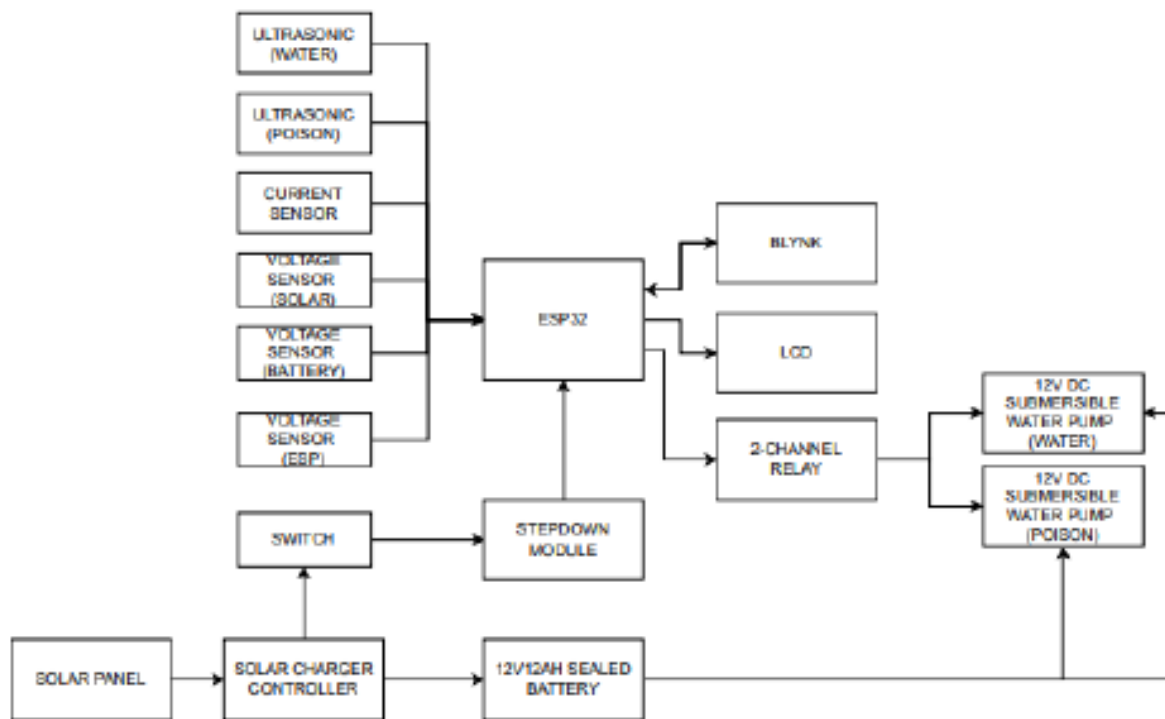 ULTRASONIC
(WATER)
ULTRASONIC
(POISON)
CURRENT
SENSOR
VOLTAGE
SENSOR
(SOLAR)
VOLTAGE
SENSOR
(BATTERY)
VOLTAGE
SENSOR
(ESP)
ESP32
BLYNK
LCD
2-CHANNEL
RELAY
12V DC
SUBMERSIBLE
WATER PUMP
(WATER)
12V DC
SUBMERSIBLE
WATER PUMP
(POISON)
SWITCH
STEPDOWN
MODULE
SOLAR PANEL
SOLAR CHARGER
CONTROLLER
12V12AH SEALED
BATTERY